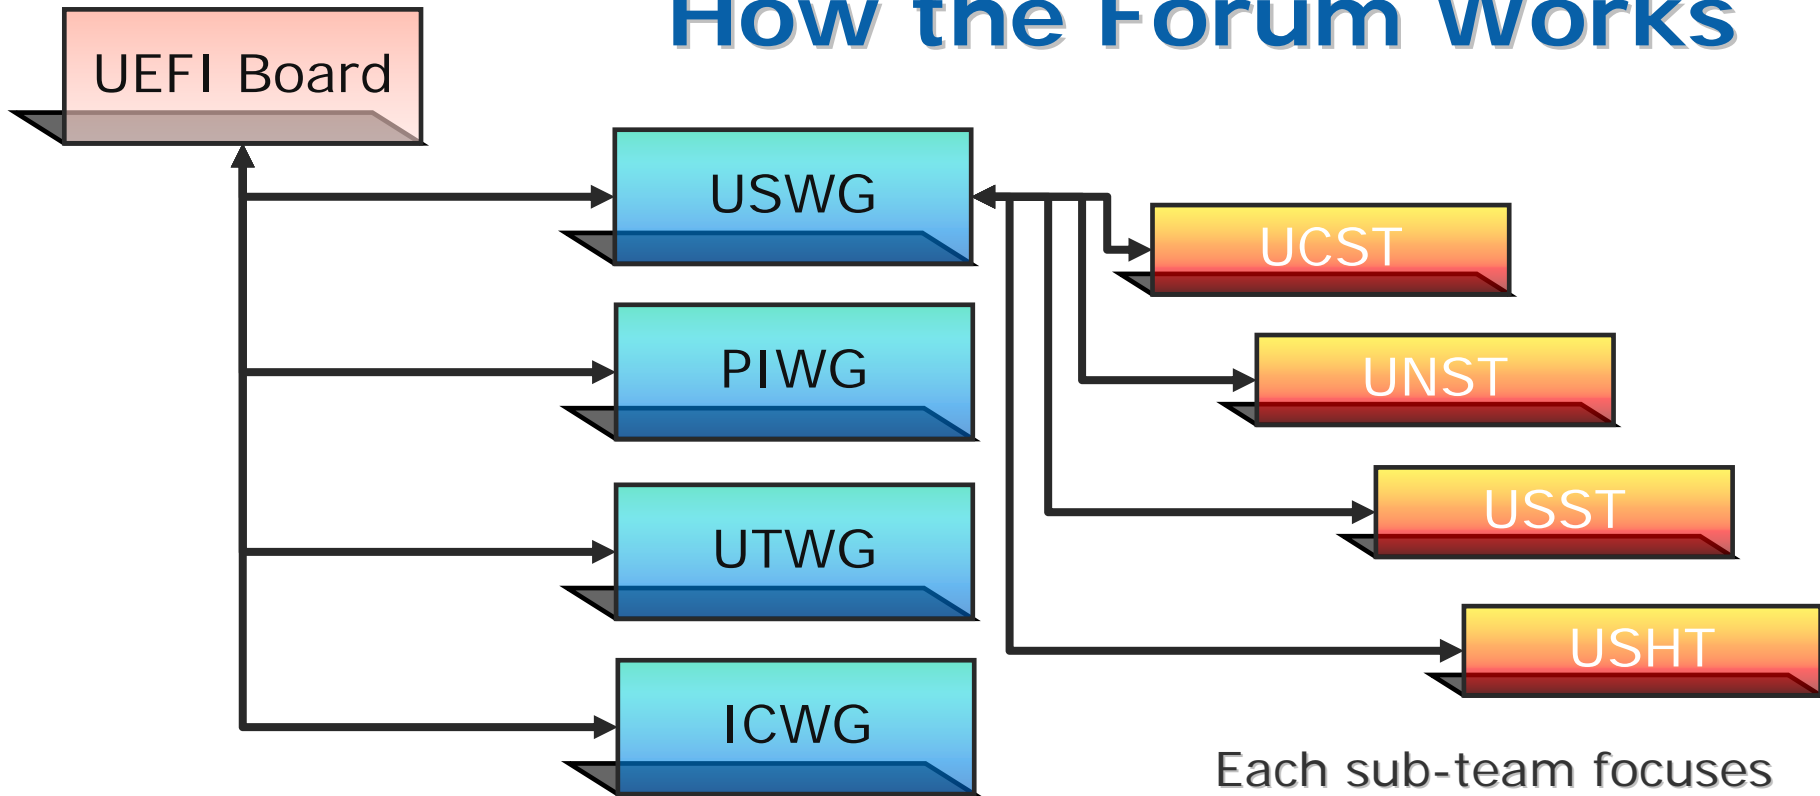 How the Forum Works
UEFI Board
USWG
UCST
PIWG
UNST
UTWG
USST
USHT
ICWG
Each sub-team focuses